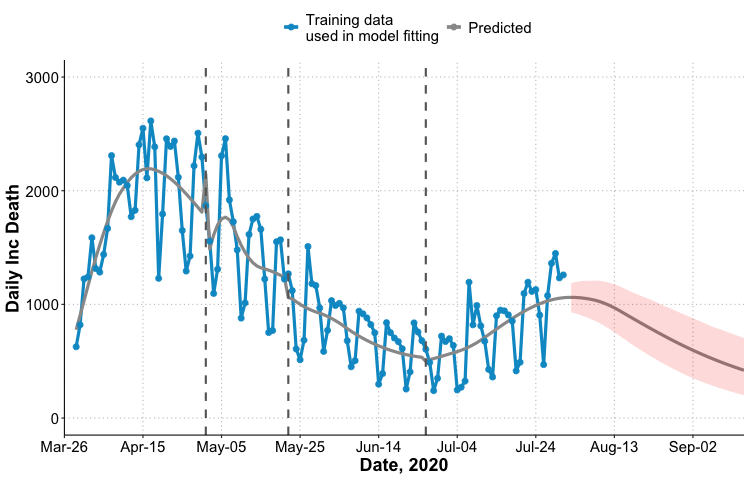 Training data
used in model fitting
Predicted
Daily Inc Death
3000
2000
1000
0
Mar-26
Apr-15
May-05
May-25
Jun-14
Jul-04
Jul-24
Aug-13
Sep-02
Date, 2020